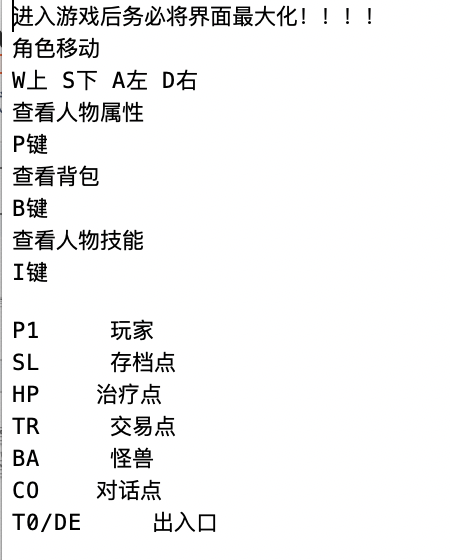 进入游戏后务必将界面最大化！！！！
角色移动
W上 S下 A左 D右
查看人物属性
P键
查看背包
B键
查看人物技能
I键
P1 玩家
SL 存档点
HP 治疗点
TR 交易点
BA 怪兽
CO 对话点
T0/DE 出入口